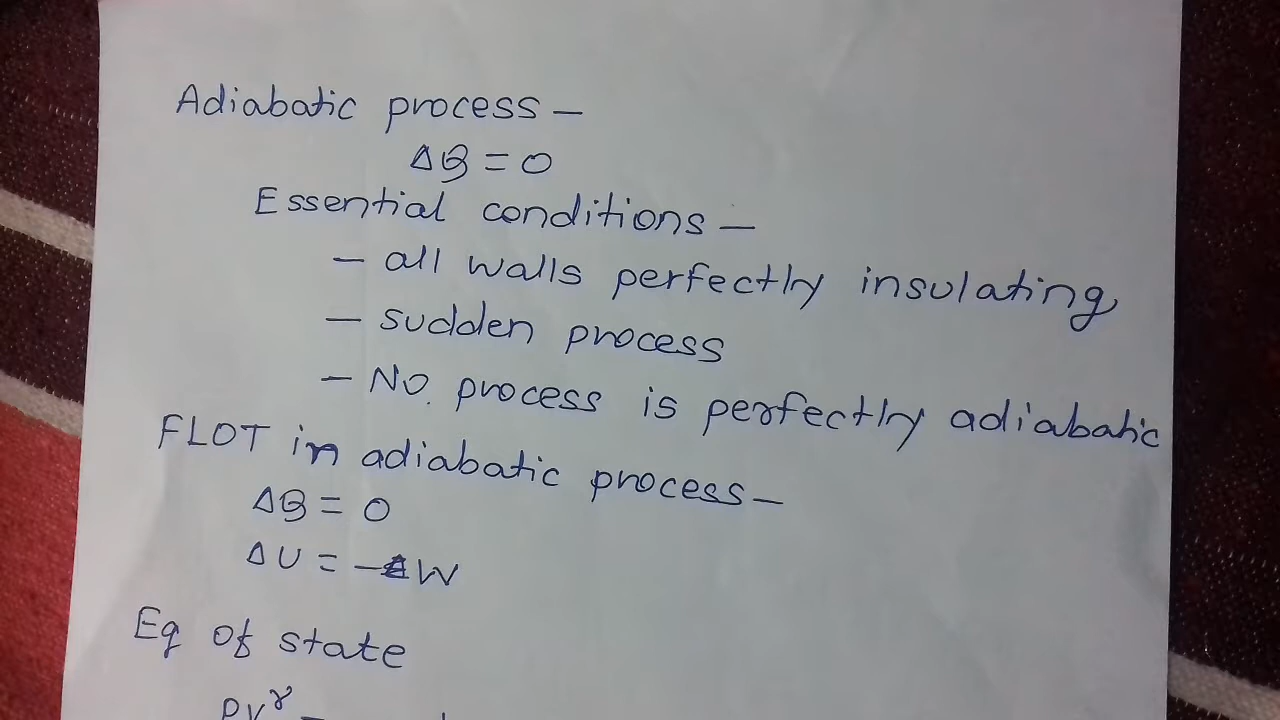 Adiabatic process –
ΔQ = 0
Essential conditions –
– all walls perfectly insulating
– sudden process
– No. process is perfectly adiabatic
FLOT in adiabatic process –
ΔQ = 0
ΔU = -ΔW
Eq of state
PV^γ =